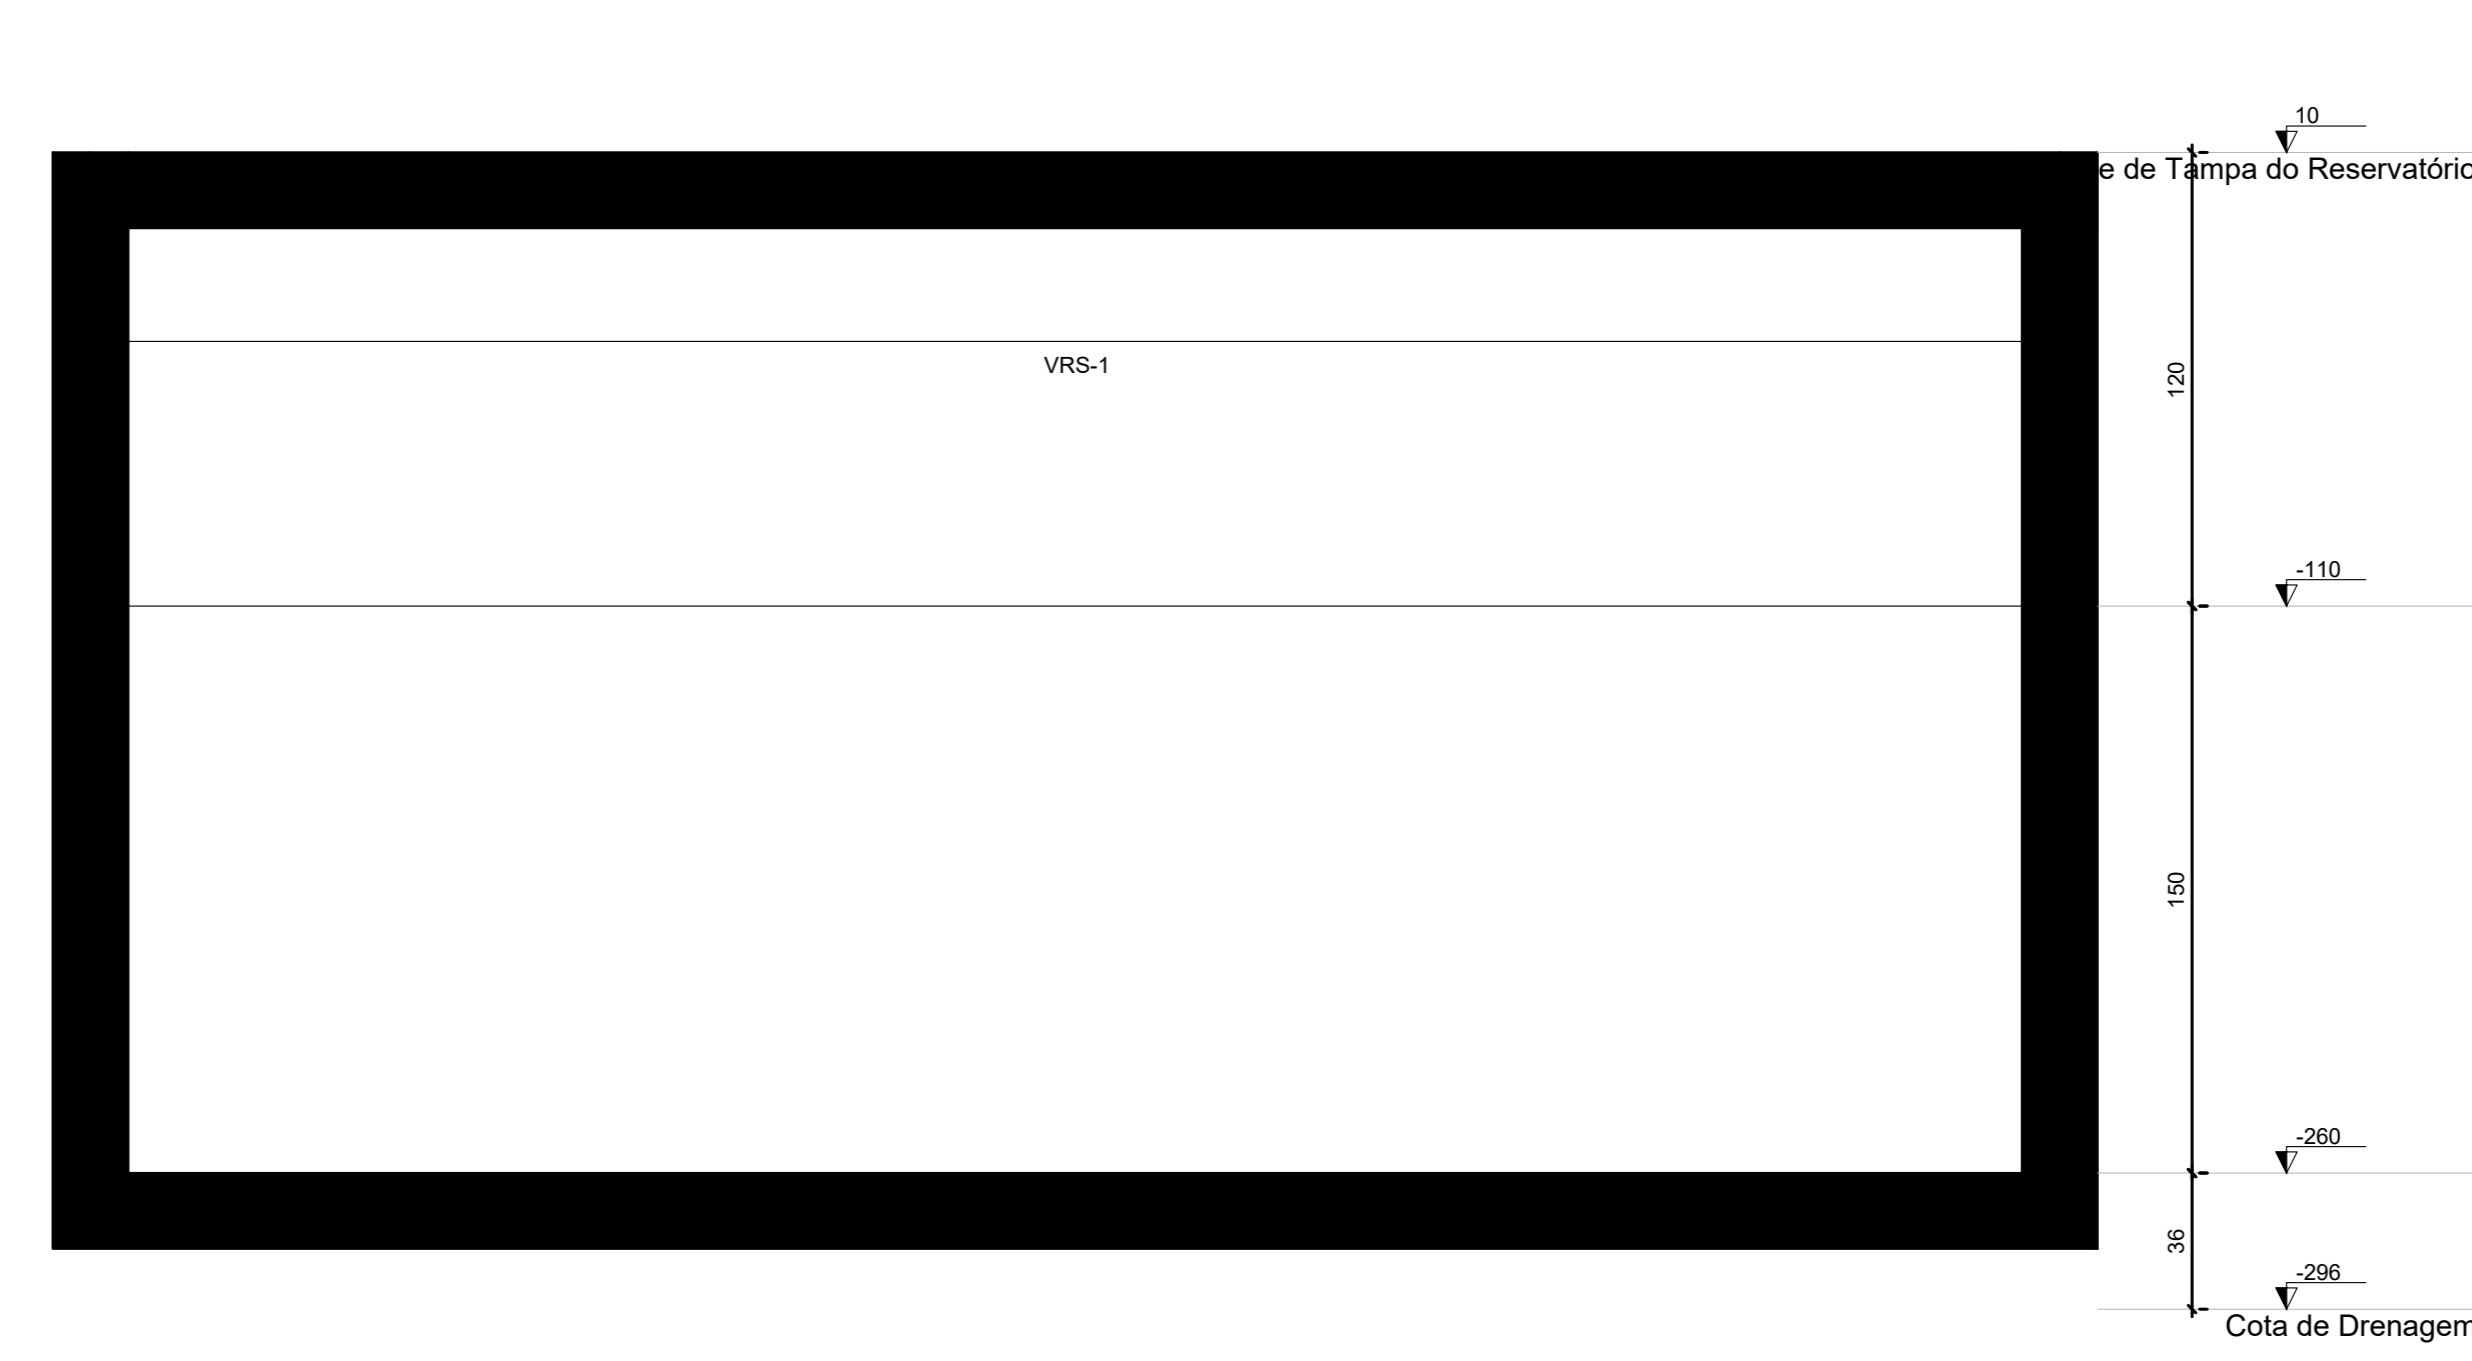 10
e de Tampa do Reservatório
VRS-1
120
-110
150
-260
36
-296
Cota de Drenagem